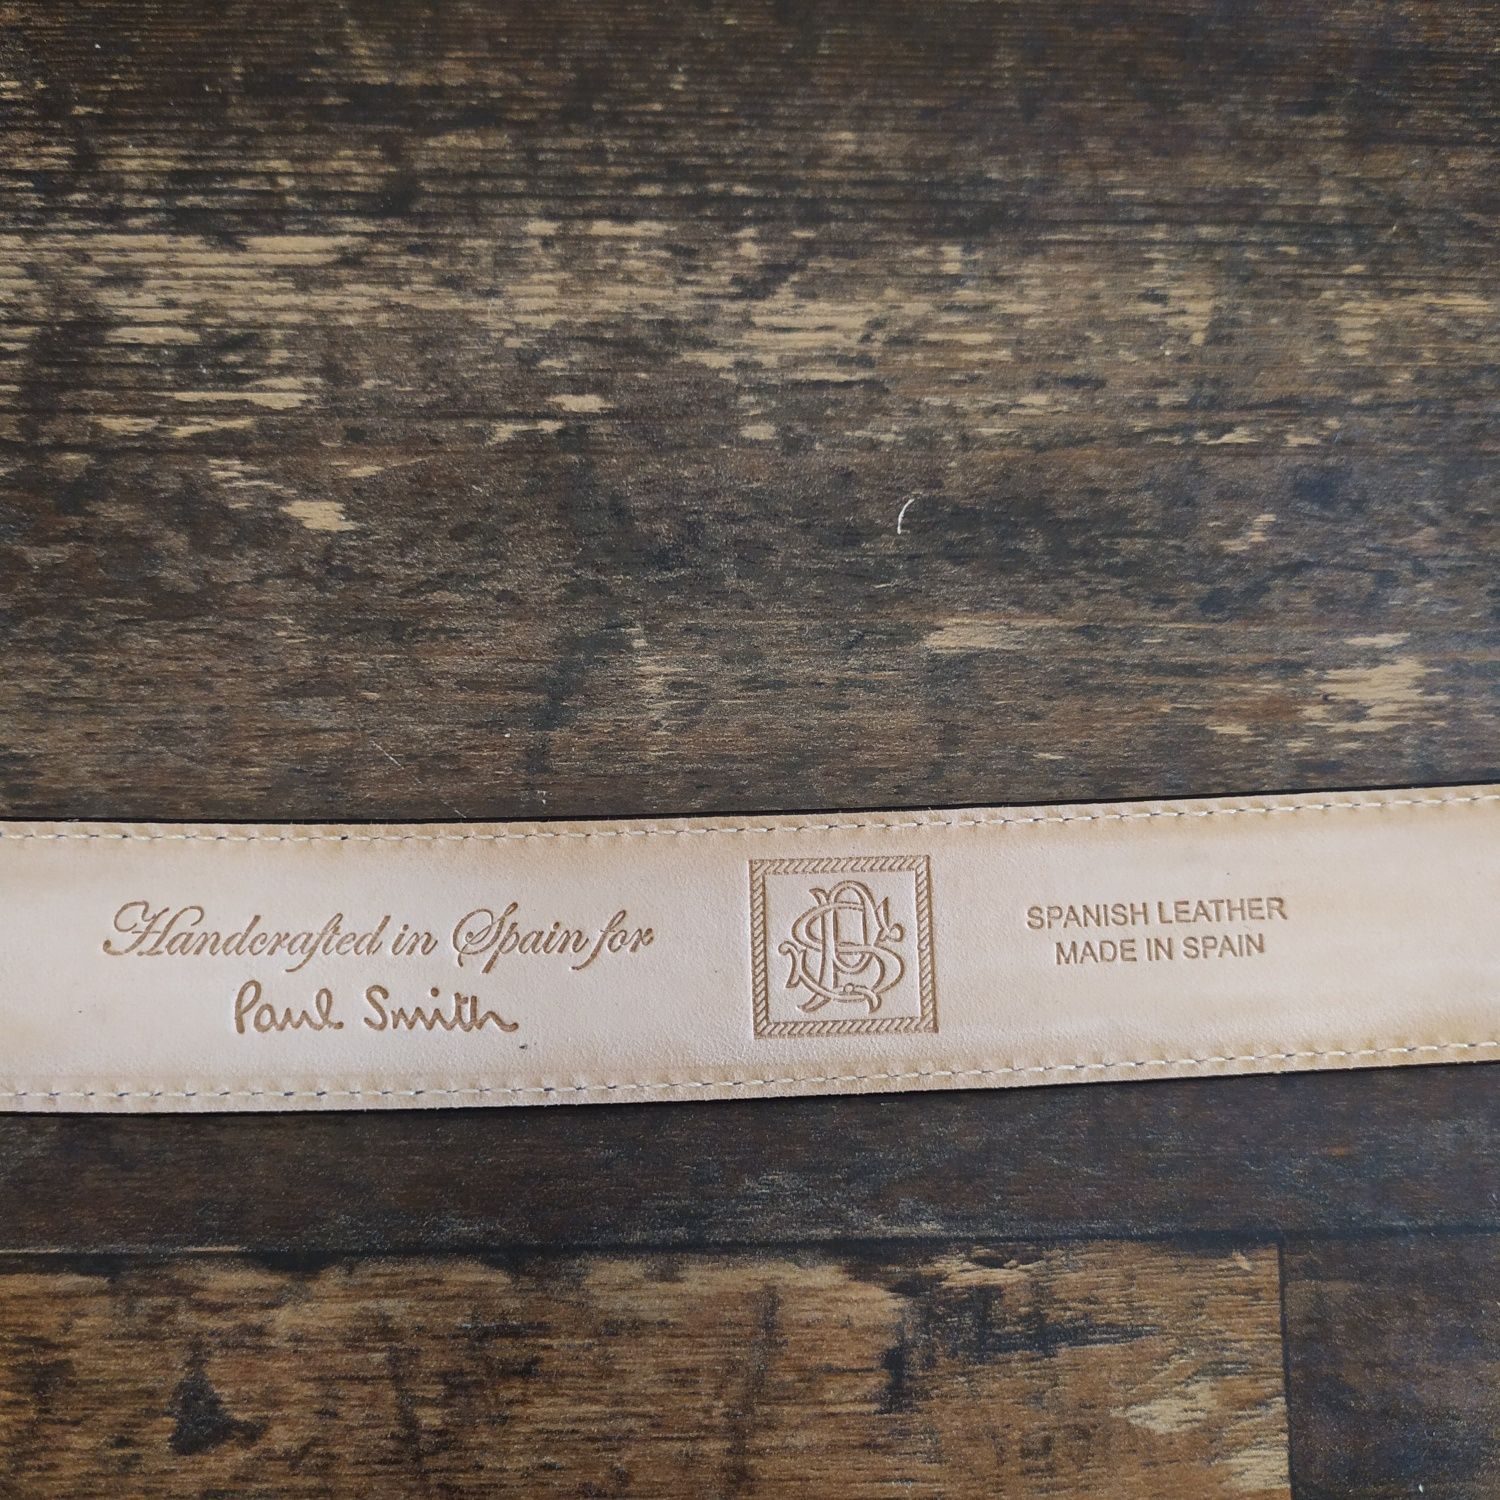 Handcrafted in Spain for
Paul Smith
SPANISH LEATHER
MADE IN SPAIN